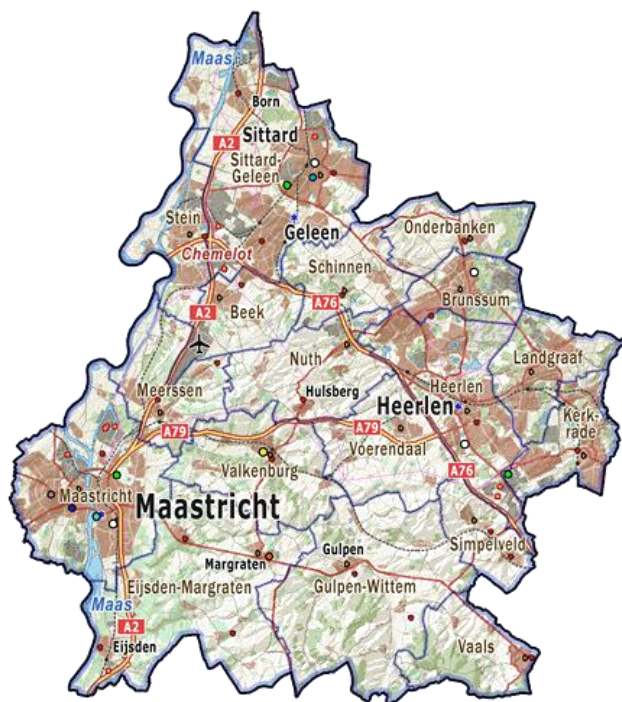 Maas
Born
Sittard
A2
Sittard-
Geleen
Stein
Geleen
Onderbanken
Chemelot
Schinnen
Brunssum
A2
Beek
A76
Nuth
Landgraaf
Meerssen
Hulsberg
Heerlen
Heerlen
Kerk-
rade
A79
A79
Voerendaal
Valkenburg
A76
Maastricht
Maastricht
Simpelveld
Margraten
Gulpen
Eijsden-Margraten
Gulpen-Wittem
Maas
A2
Eijsden
Vaals